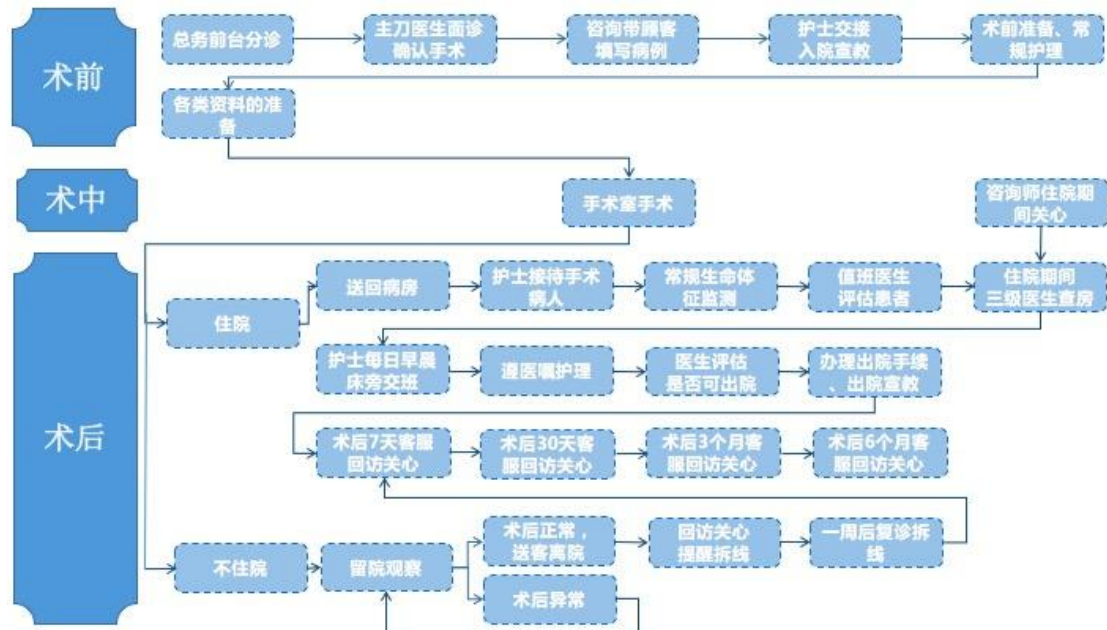 术前
总务前台分诊
主刀医生面诊
确认手术
咨询带顾客
填写病例
护士交接
入院宣教
术前准备、常
规护理
各类资料的准
备
术中
手术室手术
咨询师住院期
间关心
术后
住院
送回病房
护士接待手术
病人
常规生命体
征监测
值班医生
评估患者
住院期间
三级医生查房
护士每日早晨
床旁交班
遵医嘱护理
医生评估
是否可出院
办理出院手续
、出院宣教
术后7天客服
回访关心
术后30天客
服回访关心
术后3个月客
服回访关心
术后6个月客
服回访关心
不住院
留院观察
术后正常，
送客离院
回访关心
提醒拆线
一周后复诊拆
线
术后异常